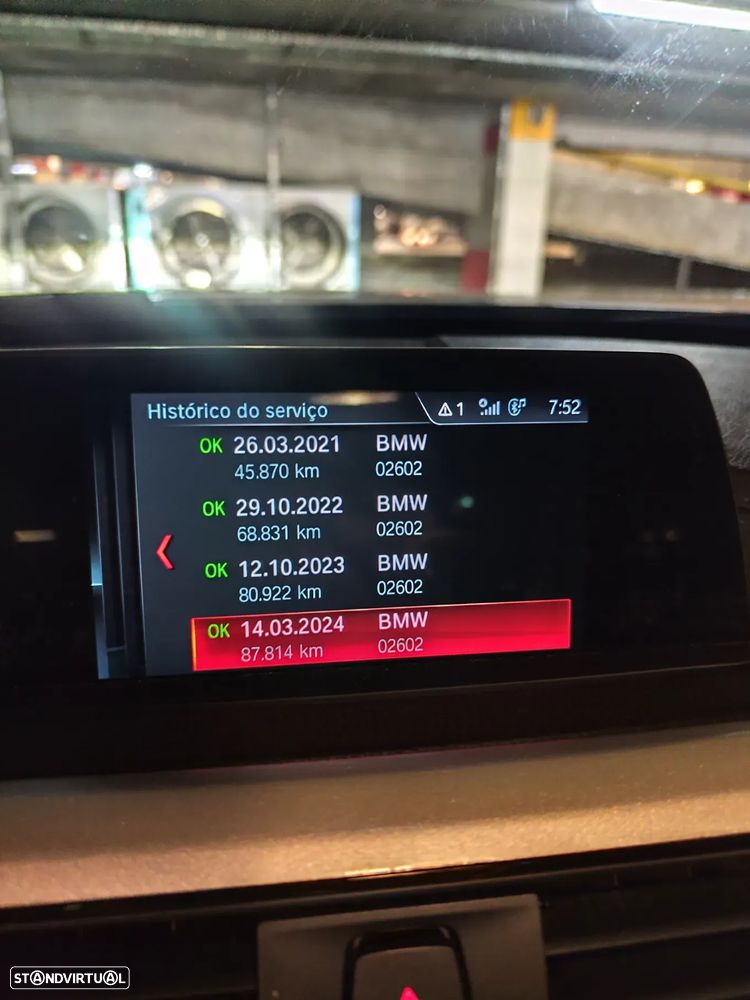 Histórico do serviço 1 7:52
OK 26.03.2021 BMW
45.870 km 02602
OK 29.10.2022 BMW
68.831 km 02602
OK 12.10.2023 BMW
80.922 km 02602
OK 14.03.2024 BMW
87.814 km 02602
STANDVIRTUAL